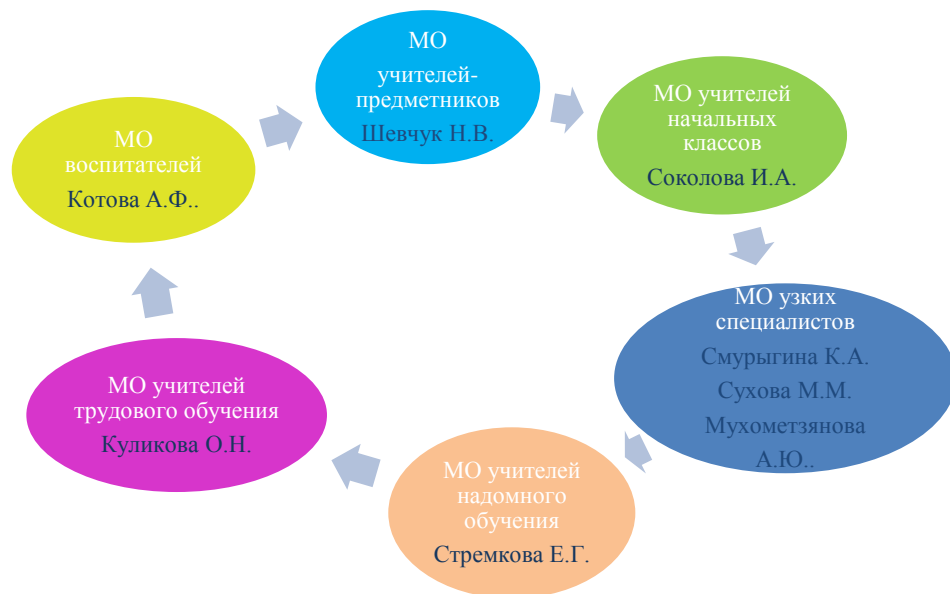 МО
учителей-
предметников
Шевчук Н.В.
МО учителей
начальных
классов
Соколова И.А.
МО узких
специалистов
Смурыгина К.А.
Сухова М.М.
Мухометзянова
А.Ю..
МО учителей
надомного
обучения
Стремкова Е.Г.
МО учителей
трудового обучения
Куликова О.Н.
МО
воспитателей
Котова А.Ф..